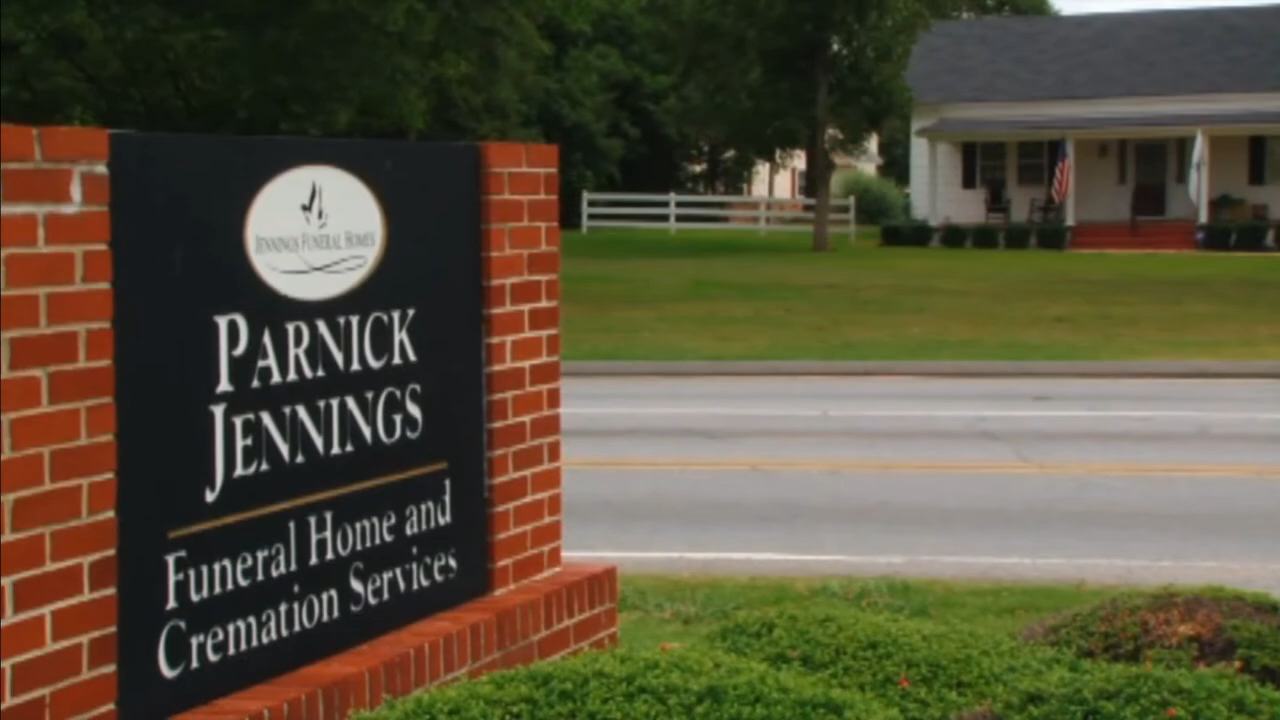 JENNINGS FUNERAL HOMES
PARNICK
JENNINGS
Funeral Home and
Cremation Services